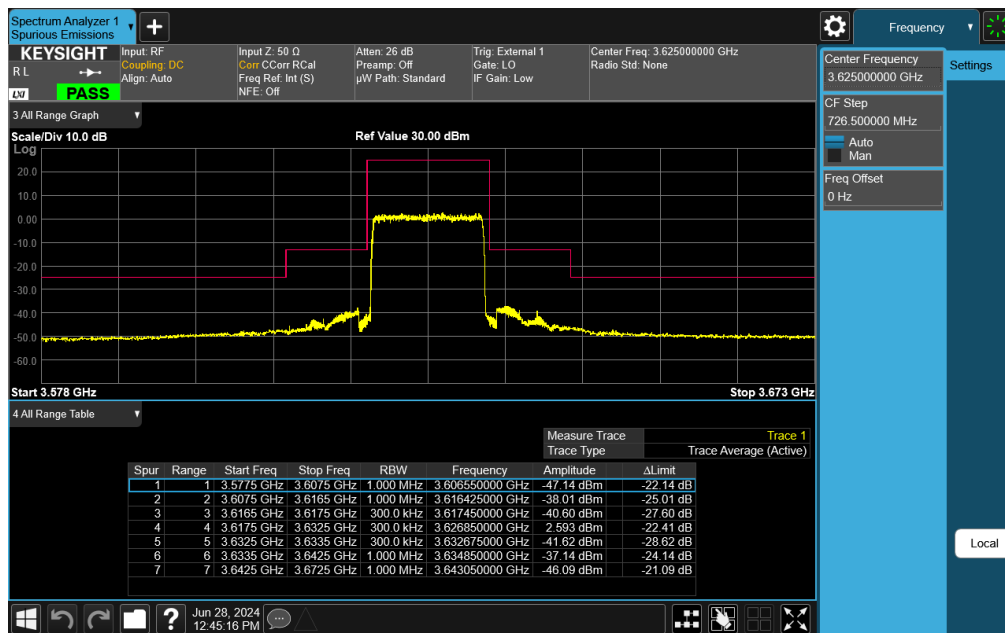 Spectrum Analyzer 1
Spurious Emissions
Frequency
KEYSIGHT
R L
LXI
PASS
Input: RF
Coupling: DC
Align: Auto
Input Z: 50 Ω
Corr CCorr RCal
Freq Ref: Int (S)
NFE: Off
Atten: 26 dB
Preamp: Off
µW Path: Standard
Trig: External 1
Gate: LO
IF Gain: Low
Center Freq: 3.625000000 GHz
Radio Std: None
Center Frequency
3.625000000 GHz
Settings
CF Step
726.500000 MHz
Auto
Man
Freq Offset
0 Hz
3 All Range Graph
Scale/Div 10.0 dB
Ref Value 30.00 dBm
Log
20.0
10.0
0.00
-10.0
-20.0
-30.0
-40.0
-50.0
-60.0
Start 3.578 GHz
Stop 3.673 GHz
4 All Range Table
Measure Trace Trace 1
Trace Type Trace Average (Active)
Spur Range Start Freq Stop Freq RBW Frequency Amplitude ΔLimit
1 1 3.5775 GHz 3.6075 GHz 1.000 MHz 3.606550000 GHz -47.14 dBm -22.14 dB
2 2 3.6075 GHz 3.6165 GHz 1.000 MHz 3.616425000 GHz -38.01 dBm -25.01 dB
3 3 3.6165 GHz 3.6175 GHz 300.0 kHz 3.617450000 GHz -40.60 dBm -27.60 dB
4 4 3.6175 GHz 3.6325 GHz 300.0 kHz 3.626850000 GHz 2.593 dBm -22.41 dB
5 5 3.6325 GHz 3.6335 GHz 300.0 kHz 3.632675000 GHz -41.62 dBm -28.62 dB
6 6 3.6335 GHz 3.6425 GHz 1.000 MHz 3.634850000 GHz -37.14 dBm -24.14 dB
7 7 3.6425 GHz 3.6725 GHz 1.000 MHz 3.643050000 GHz -46.09 dBm -21.09 dB
Local
Jun 28, 2024
12:45:16 PM